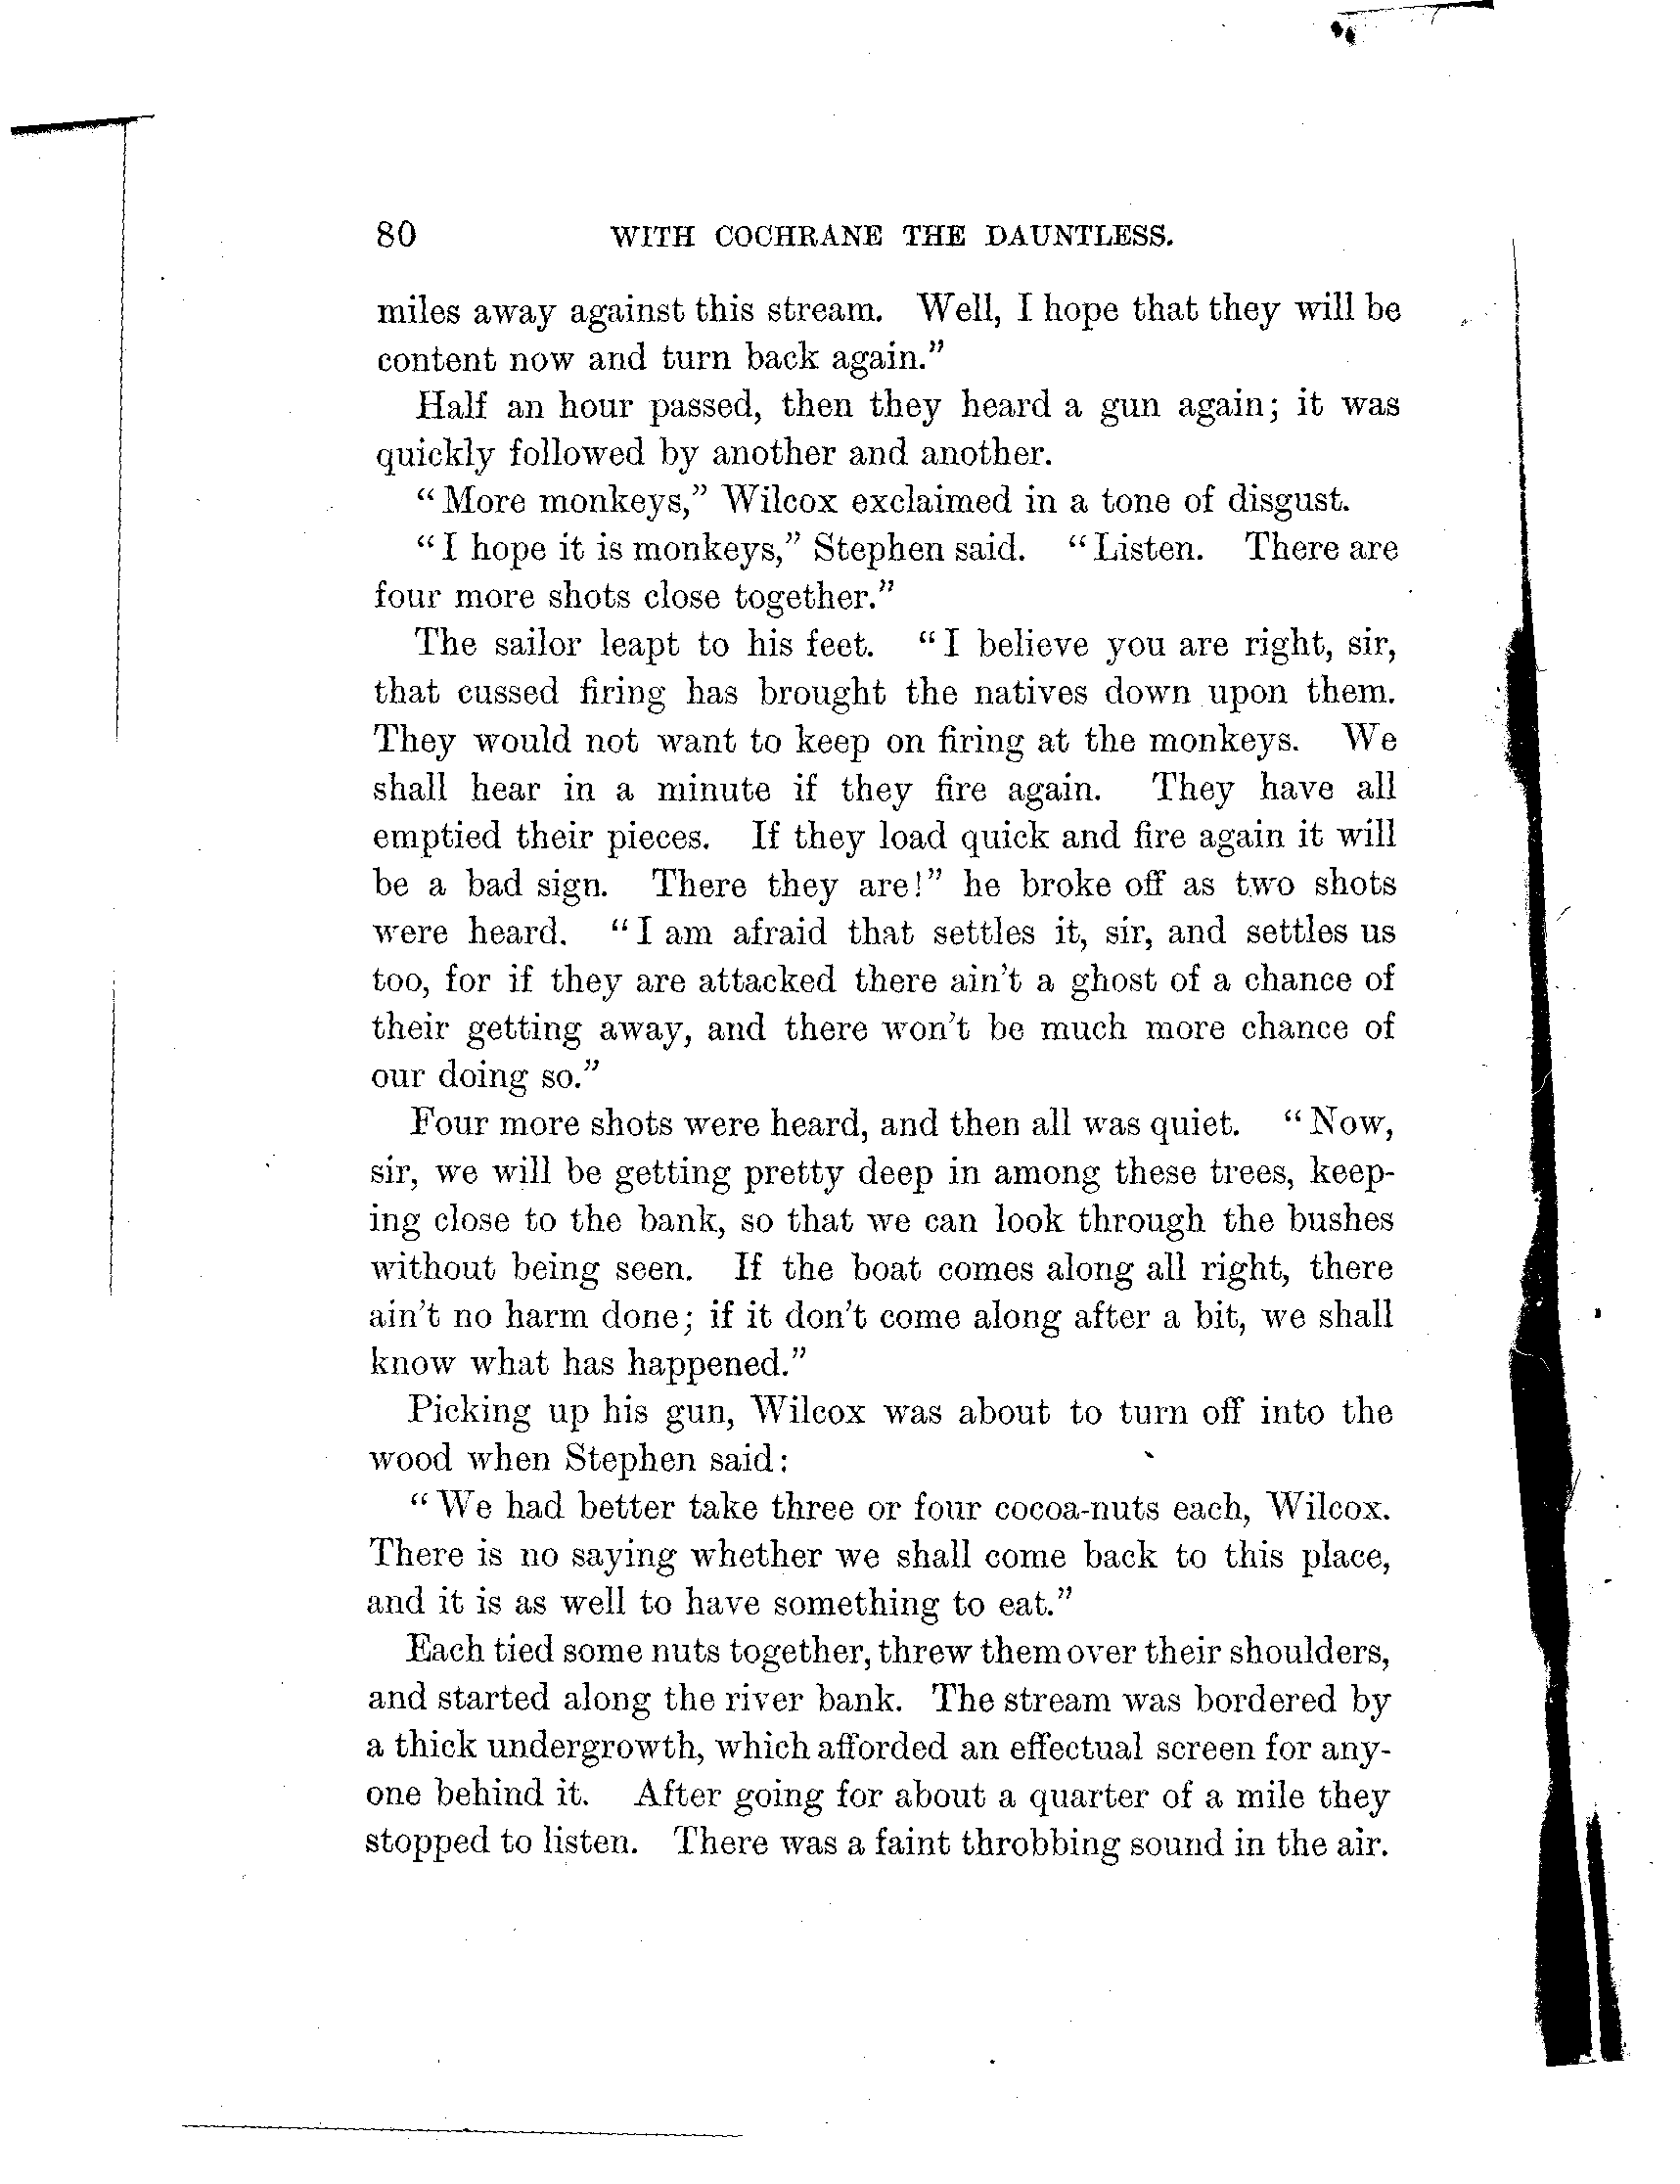 80 WITH COCHRANE THE DAUNTLESS.
miles away against this stream. Well, I hope that they will be
content now and turn back again.”
Half an hour passed, then they heard a gun again; it was
quickly followed by another and another.
“More monkeys,” Wilcox exclaimed in a tone of disgust.
“I hope it is monkeys,” Stephen said. “Listen. There are
four more shots close together.”
The sailor leapt to his feet. “I believe you are right, sir,
that cussed firing has brought the natives down upon them.
They would not want to keep on firing at the monkeys. We
shall hear in a minute if they fire again. They have all
emptied their pieces. If they load quick and fire again it will
be a bad sign. There they are!” he broke off as two shots
were heard. “I am afraid that settles it, sir, and settles us
too, for if they are attacked there ain't a ghost of a chance of
their getting away, and there won't be much more chance of
our doing so.”
Four more shots were heard, and then all was quiet. “Now,
sir, we will be getting pretty deep in among these trees, keep-
ing close to the bank, so that we can look through the bushes
without being seen. If the boat comes along all right, there
ain't no harm done; if it don't come along after a bit, we shall
know what has happened.”
Picking up his gun, Wilcox was about to turn off into the
wood when Stephen said:
“We had better take three or four cocoa-nuts each, Wilcox.
There is no saying whether we shall come back to this place,
and it is as well to have something to eat.”
Each tied some nuts together, threw them over their shoulders,
and started along the river bank. The stream was bordered by
a thick undergrowth, which afforded an effectual screen for any-
one behind it. After going for about a quarter of a mile they
stopped to listen. There was a faint throbbing sound in the air.